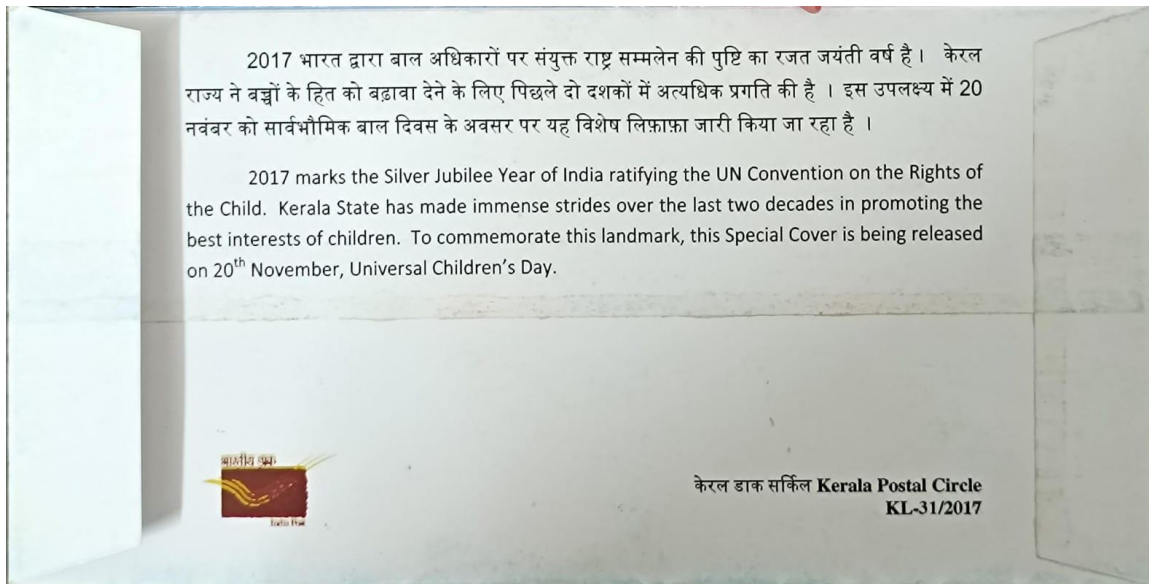 2017 भारत द्वारा बाल अधिकारों पर संयुक्त राष्ट्र सम्मलेन की पुष्टि का रजत जयंती वर्ष है। केरल
राज्य ने बच्चों के हित को बढ़ावा देने के लिए पिछले दो दशकों में अत्यधिक प्रगति की है । इस उपलक्ष्य में 20
नवंबर को सार्वभौमिक बाल दिवस के अवसर पर यह विशेष लिफ़ाफ़ा जारी किया जा रहा है ।
2017 marks the Silver Jubilee Year of India ratifying the UN Convention on the Rights of
the Child. Kerala State has made immense strides over the last two decades in promoting the
best interests of children. To commemorate this landmark, this Special Cover is being released
on 20th November, Universal Children's Day.
भारतीय डाक
India Post
केरल डाक सर्किल Kerala Postal Circle
KL-31/2017